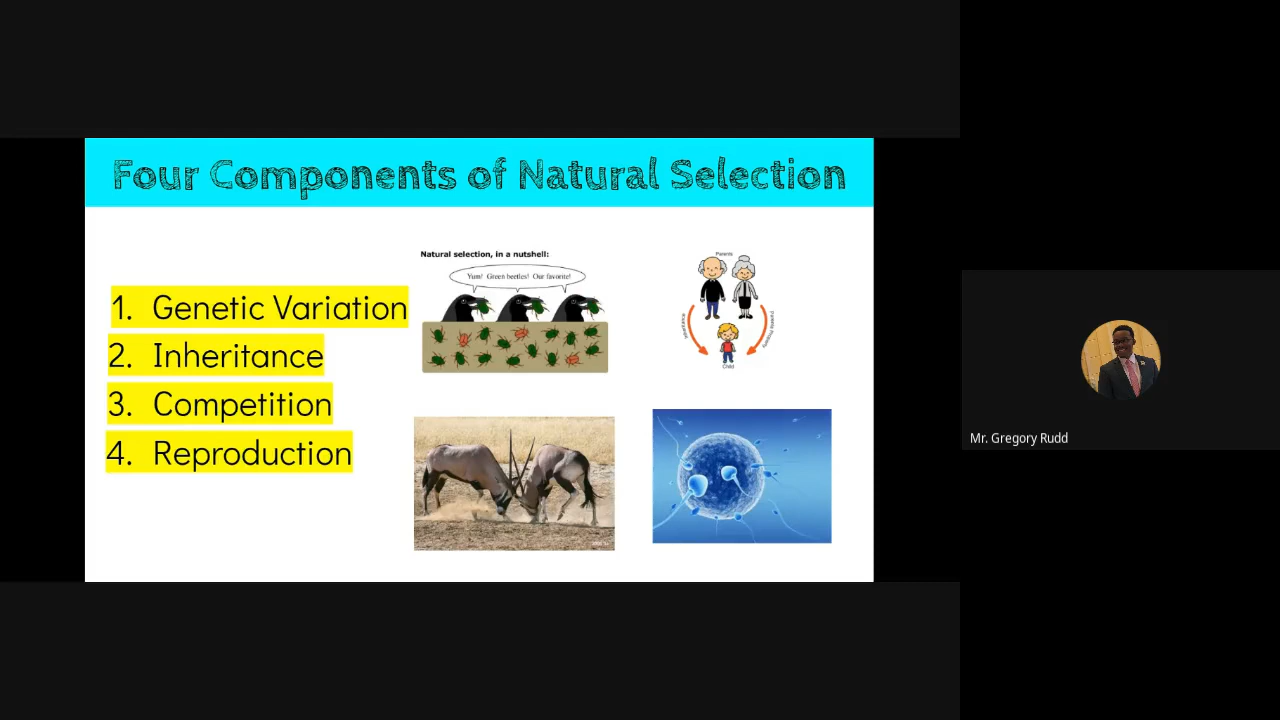 Four Components of Natural Selection
Natural selection, in a nutshell:
Yum! Green beetles! Our favorite!
1. Genetic Variation
2. Inheritance
3. Competition
4. Reproduction
Parents
Inheritance
Child
Mr. Gregory Rudd